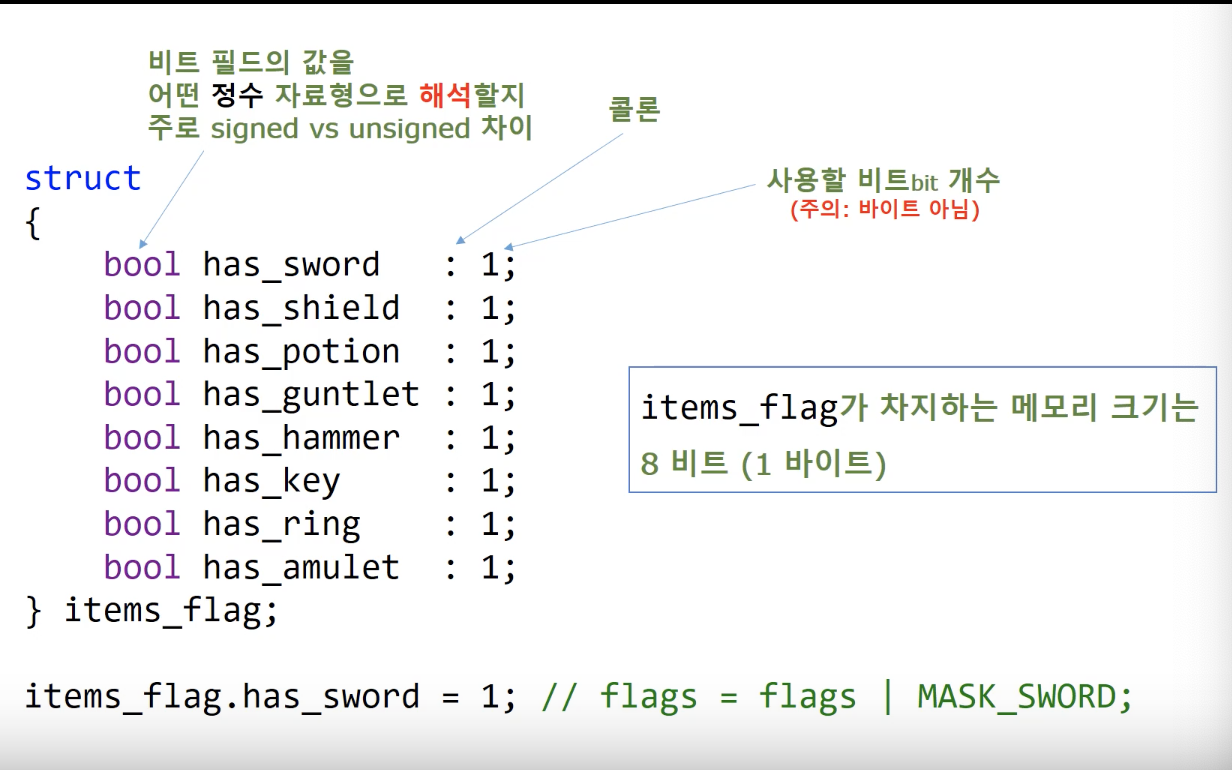 비트 필드의 값을
어떤 정수 자료형으로 해석할지
주로 signed vs unsigned 차이
콜론
사용할 비트bit 개수
(주의: 바이트 아님)
struct
{
bool has_sword : 1;
bool has_shield : 1;
bool has_potion : 1;
bool has_guntlet : 1;
bool has_hammer : 1;
bool has_key : 1;
bool has_ring : 1;
bool has_amulet : 1;
} items_flag;
items_flag가 차지하는 메모리 크기는
8 비트 (1 바이트)
items_flag.has_sword = 1; // flags = flags | MASK_SWORD;